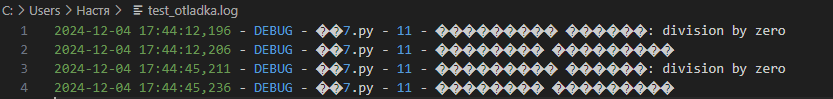 C: > Users > Настя > test_otladka.log
1 2024-12-04 17:44:12,196 - DEBUG - ��7.py - 11 - ���������� ������: division by zero
2 2024-12-04 17:44:12,206 - DEBUG - ��7.py - 11 - ��������� ����������
3 2024-12-04 17:44:45,211 - DEBUG - ��7.py - 11 - ���������� ������: division by zero
4 2024-12-04 17:44:45,236 - DEBUG - ��7.py - 11 - ��������� ����������